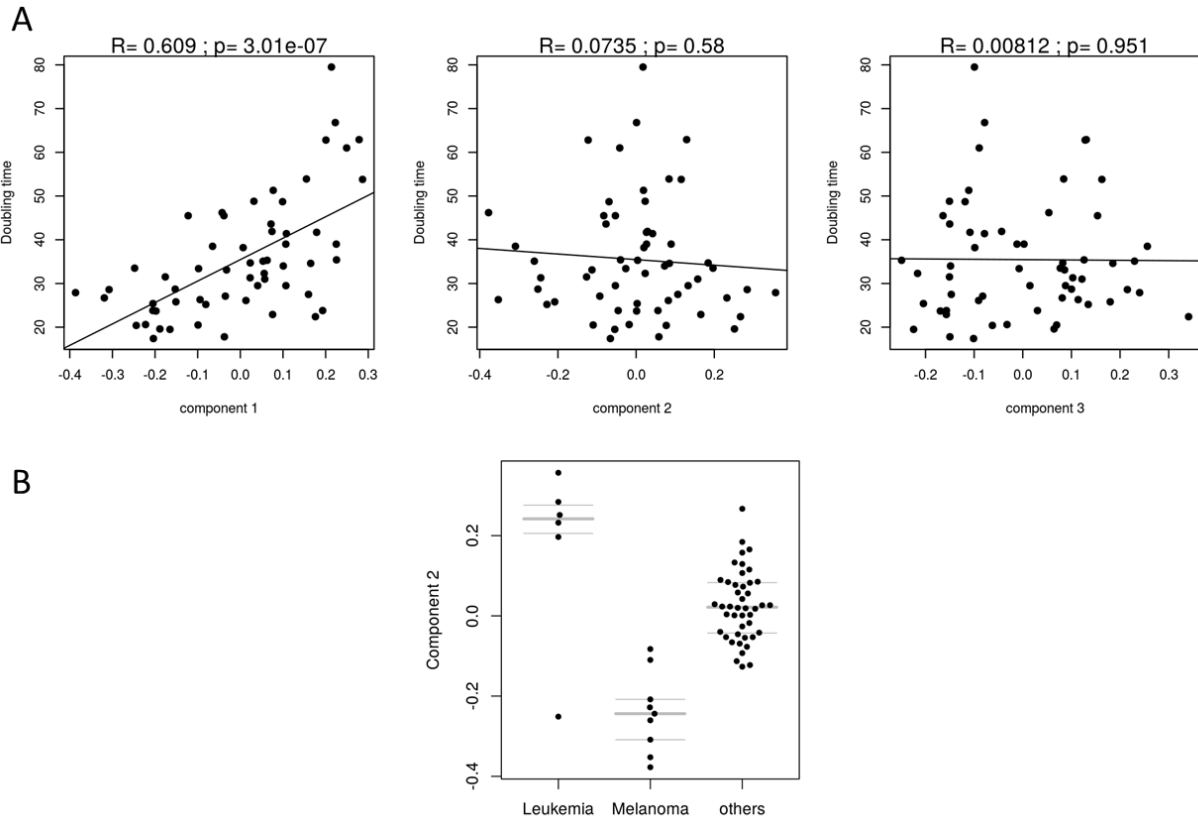 A
R= 0.609 ; p= 3.01e-07
80
70
60
50
40
30
20
Doubling time
-0.4 -0.3 -0.2 -0.1 0.0 0.1 0.2 0.3
component 1
R= 0.0735 ; p= 0.58
80
70
60
50
40
30
20
Doubling time
-0.4 -0.2 0.0 0.2
component 2
R= 0.00812 ; p= 0.951
80
70
60
50
40
30
20
Doubling time
-0.2 -0.1 0.0 0.1 0.2 0.3
component 3
B
0.2
0.0
-0.2
-0.4
Component 2
Leukemia Melanoma others